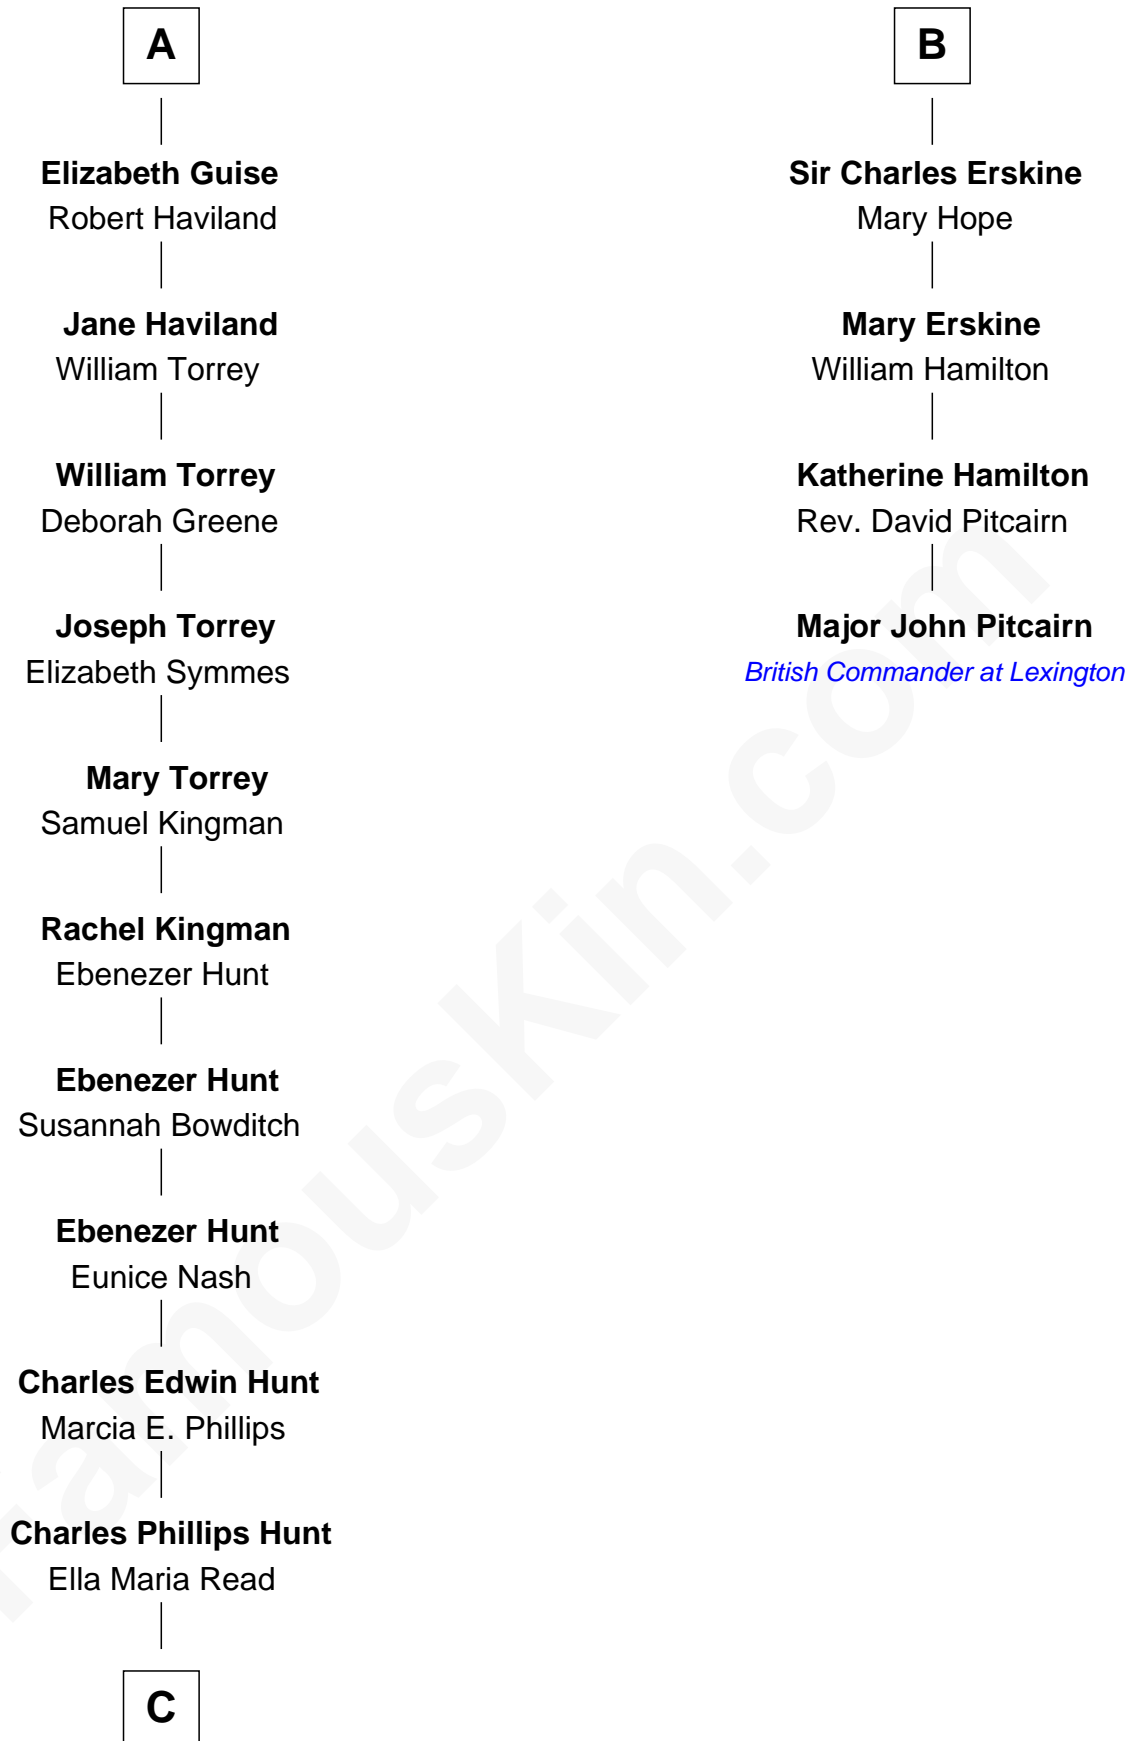 A
Elizabeth Guise
Robert Haviland
Jane Haviland
William Torrey
William Torrey
Deborah Greene
Joseph Torrey
Elizabeth Symmes
Mary Torrey
Samuel Kingman
Rachel Kingman
Ebenezer Hunt
Ebenezer Hunt
Susannah Bowditch
Ebenezer Hunt
Eunice Nash
Charles Edwin Hunt
Marcia E. Phillips
Charles Phillips Hunt
Ella Maria Read
C
B
Sir Charles Erskine
Mary Hope
Mary Erskine
William Hamilton
Katherine Hamilton
Rev. David Pitcairn
Major John Pitcairn
British Commander at Lexington
FamousKin.com